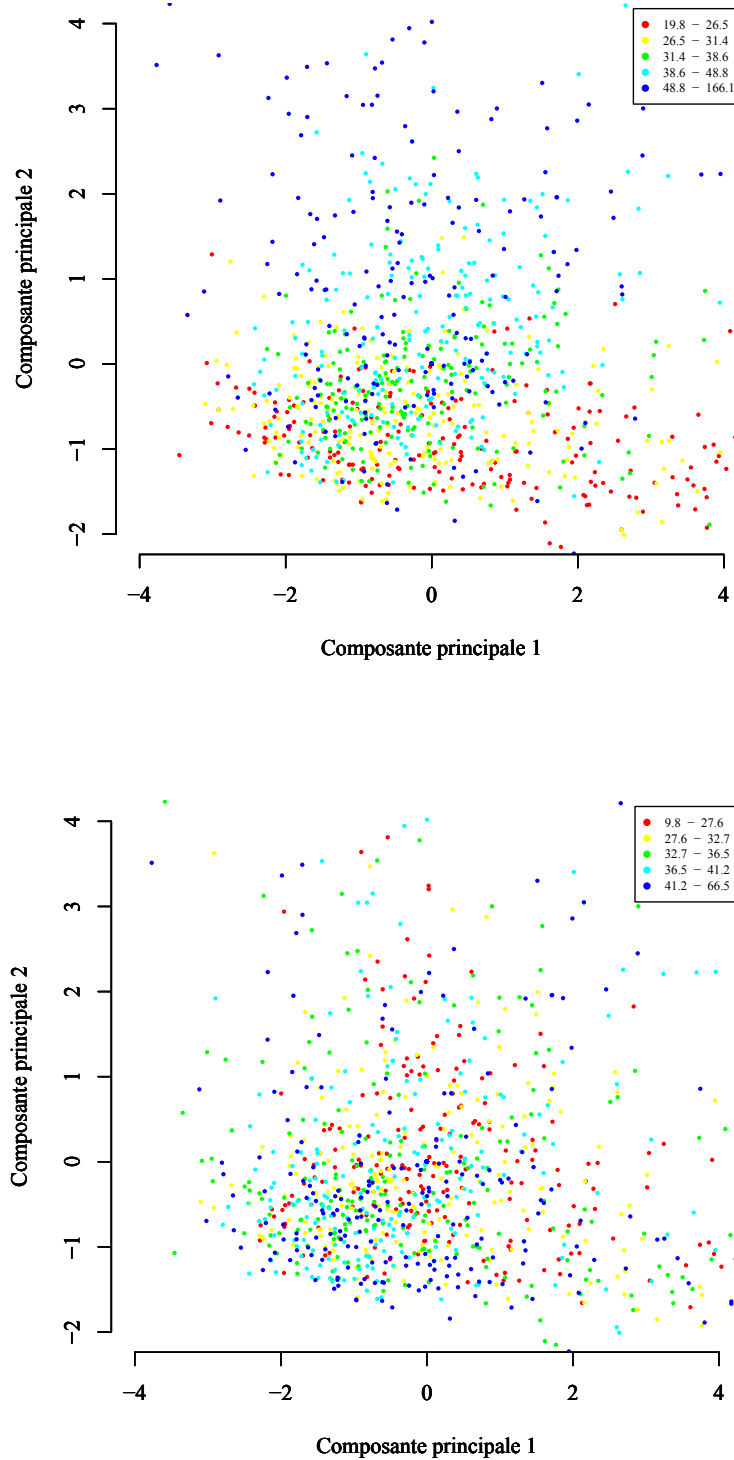 4
3
2
1
0
−1
−2
Composante principale 2
19.8 − 26.5
26.5 − 31.4
31.4 − 38.6
38.6 − 48.8
48.8 − 166.1
−4 −2 0 2 4
Composante principale 1
4
3
2
1
0
−1
−2
Composante principale 2
9.8 − 27.6
27.6 − 32.7
32.7 − 36.5
36.5 − 41.2
41.2 − 66.5
−4 −2 0 2 4
Composante principale 1